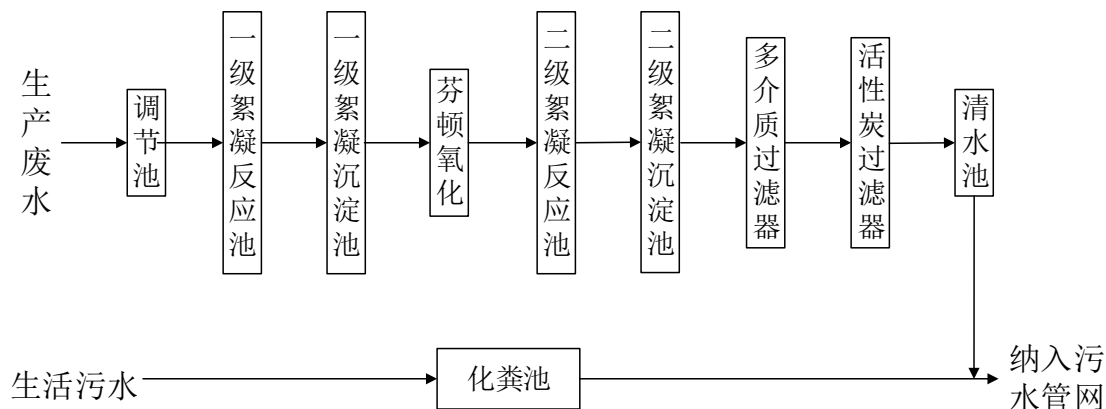 生产废水
调节池
一级絮凝反应池
一级絮凝沉淀池
芬顿氧化
二级絮凝反应池
二级絮凝沉淀池
多介质过滤器
活性炭过滤器
清水池
生活污水
化粪池
纳入污
水管网